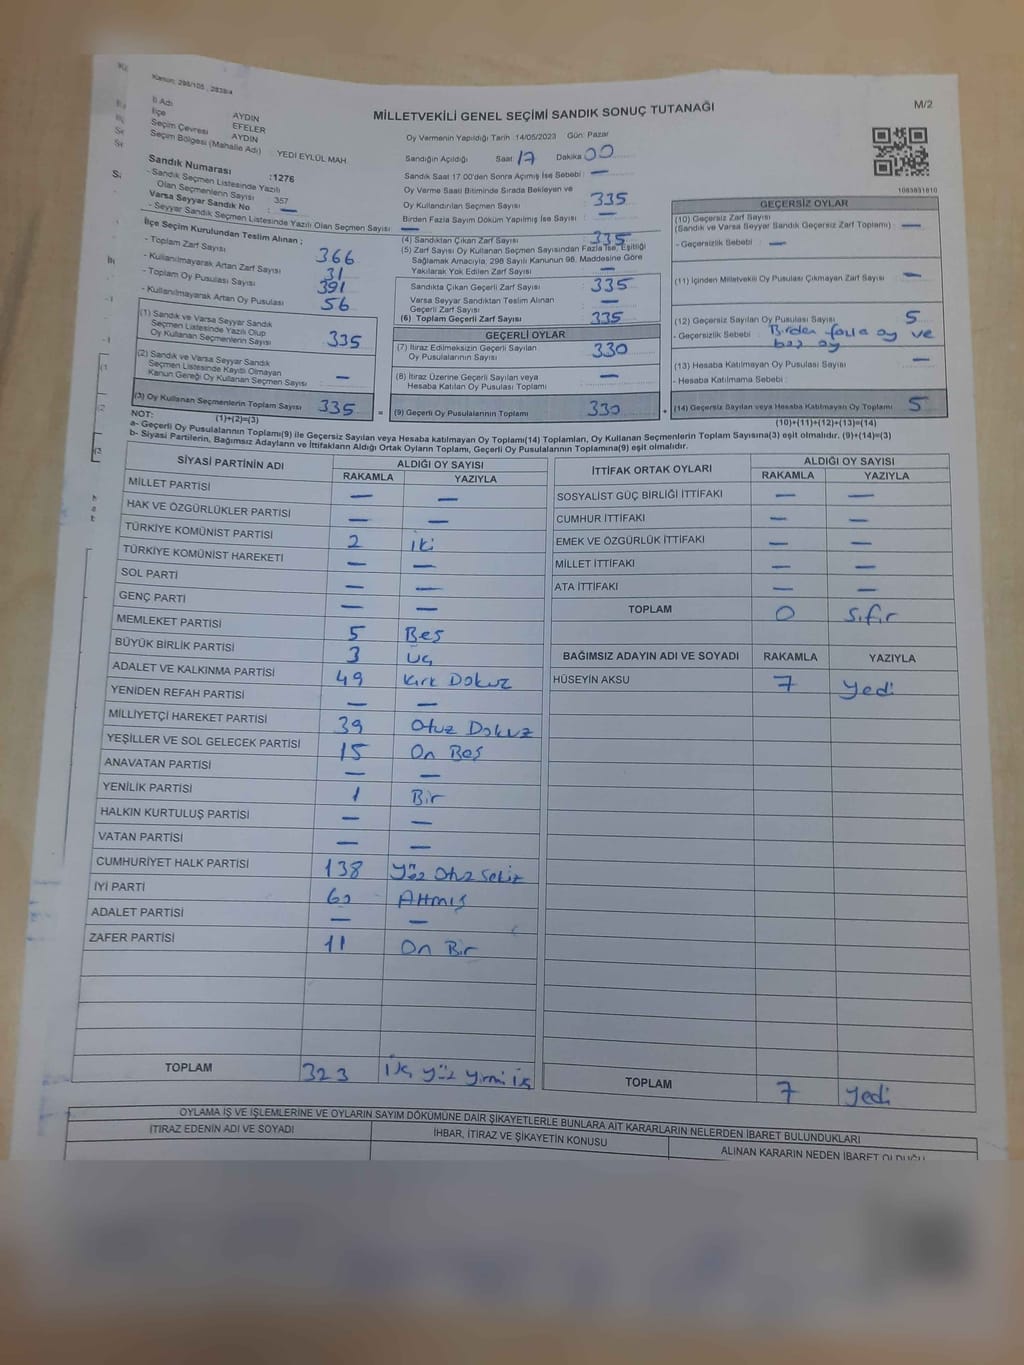 Kanun: 298/105 , 2839/4
MİLLETVEKİLİ GENEL SEÇİMİ SANDIK SONUÇ TUTANAĞI
M/2
İl Adı AYDIN
İlçe EFELER
Seçim Çevresi AYDIN
Seçim Bölgesi (Mahalle Adı) : YEDİ EYLÜL MAH
Sandık Numarası :1276
- Sandık Seçmen Listesinde Yazılı
Olan Seçmenlerin Sayısı 357
Varsa Seyyar Sandık No : —
- Seyyar Sandık Seçmen Listesinde Yazılı Olan Seçmen Sayısı —
İlçe Seçim Kurulundan Teslim Alınan ;
- Toplam Zarf Sayısı 366
- Kullanılmayarak Artan Zarf Sayısı 31
- Toplam Oy Pusulası Sayısı 391
- Kullanılmayarak Artan Oy Pusulası 56
(1) Sandık ve Varsa Seyyar Sandık
Seçmen Listesinde Yazılı Olup
Oy Kullanan Seçmenlerin Sayısı 335
(2) Sandık ve Varsa Seyyar Sandık
Seçmen Listesinde Kayıtlı Olmayan
Kanun Gereği Oy Kullanan Seçmen Sayısı —
(3) Oy Kullanan Seçmenlerin Toplam Sayısı 335 =
(1)+(2)=(3)
Oy Vermenin Yapıldığı Tarih :14/05/2023 Gün: Pazar
Sandığın Açıldığı Saat 17 Dakika 00
Sandık Saat 17.00'den Sonra Açılmış İse Sebebi : —
Oy Verme Saati Bitiminde Sırada Bekleyen ve
Oy Kullandırılan Seçmen Sayısı 335
Birden Fazla Sayım Döküm Yapılmış İse Sayısı : —
(4) Sandıktan Çıkan Zarf Sayısı 335
(5) Zarf Sayısı Oy Kullanan Seçmen Sayısından Fazla İse, Eşitliği
Sağlamak Amacıyla, 298 Sayılı Kanunun 98. Maddesine Göre
Yakılarak Yok Edilen Zarf Sayısı —
Sandıkta Çıkan Geçerli Zarf Sayısı 335
Varsa Seyyar Sandıktan Teslim Alınan
Geçerli Zarf Sayısı —
(6) Toplam Geçerli Zarf Sayısı 335
GEÇERLİ OYLAR
(7) İtiraz Edilmeksizin Geçerli Sayılan
Oy Pusulalarının Sayısı 330
(8) İtiraz Üzerine Geçerli Sayılan veya
Hesaba Katılan Oy Pusulası Toplamı —
(9) Geçerli Oy Pusulalarının Toplamı 330 +
1083831810
GEÇERSİZ OYLAR
(10) Geçersiz Zarf Sayısı
(Sandık ve Varsa Seyyar Sandık Geçersiz Zarf Toplamı) —
- Geçersizlik Sebebi : —
(11) İçinden Milletvekili Oy Pusulası Çıkmayan Zarf Sayısı —
(12) Geçersiz Sayılan Oy Pusulası Sayısı 5
- Geçersizlik Sebebi : Birden fazla oy ve
boş oy
(13) Hesaba Katılmayan Oy Pusulası Sayısı —
- Hesaba Katılmama Sebebi :
(14) Geçersiz Sayılan veya Hesaba Katılmayan Oy Toplamı 5
(10)+(11)+(12)+(13)=(14)
NOT:
a- Geçerli Oy Pusulalarının Toplamı(9) ile Geçersiz Sayılan veya Hesaba katılmayan Oy Toplamı(14) Toplamları, Oy Kullanan Seçmenlerin Toplam Sayısına(3) eşit olmalıdır. (9)+(14)=(3)
b- Siyasi Partilerin, Bağımsız Adayların ve İttifakların Aldığı Ortak Oyların Toplamı, Geçerli Oy Pusulalarının Toplamına(9) eşit olmalıdır.
SİYASİ PARTİNİN ADI ALDIĞI OY SAYISI
RAKAMLA YAZIYLA
MİLLET PARTİSİ — —
HAK VE ÖZGÜRLÜKLER PARTİSİ — —
TÜRKİYE KOMÜNİST PARTİSİ 2 iki
TÜRKİYE KOMÜNİST HAREKETİ — —
SOL PARTİ — —
GENÇ PARTİ — —
MEMLEKET PARTİSİ 5 Beş
BÜYÜK BİRLİK PARTİSİ 3 Üç
ADALET VE KALKINMA PARTİSİ 49 Kırk Dokuz
YENİDEN REFAH PARTİSİ — —
MİLLİYETÇİ HAREKET PARTİSİ 39 Otuz Dokuz
YEŞİLLER VE SOL GELECEK PARTİSİ 15 On Beş
ANAVATAN PARTİSİ — —
YENİLİK PARTİSİ 1 Bir
HALKIN KURTULUŞ PARTİSİ — —
VATAN PARTİSİ — —
CUMHURİYET HALK PARTİSİ 138 Yüz Otuz Sekiz
İYİ PARTİ 60 Altmış
ADALET PARTİSİ — —
ZAFER PARTİSİ 11 On Bir
TOPLAM 323 Üç Yüz Yirmi Üç
İTTİFAK ORTAK OYLARI ALDIĞI OY SAYISI
RAKAMLA YAZIYLA
SOSYALİST GÜÇ BİRLİĞİ İTTİFAKI — —
CUMHUR İTTİFAKI — —
EMEK VE ÖZGÜRLÜK İTTİFAKI — —
MİLLET İTTİFAKI — —
ATA İTTİFAKI — —
TOPLAM 0 Sıfır
BAĞIMSIZ ADAYIN ADI VE SOYADI RAKAMLA YAZIYLA
HÜSEYİN AKSU 7 Yedi
TOPLAM 7 Yedi
OYLAMA İŞ VE İŞLEMLERİNE VE OYLARIN SAYIM DÖKÜMÜNE DAİR ŞİKAYETLERLE BUNLARA AİT KARARLARIN NELERDEN İBARET BULUNDUKLARI
İTİRAZ EDENİN ADI VE SOYADI İHBAR, İTİRAZ VE ŞİKAYETİN KONUSU ALINAN KARARIN NEDEN İBARET OLDUĞU